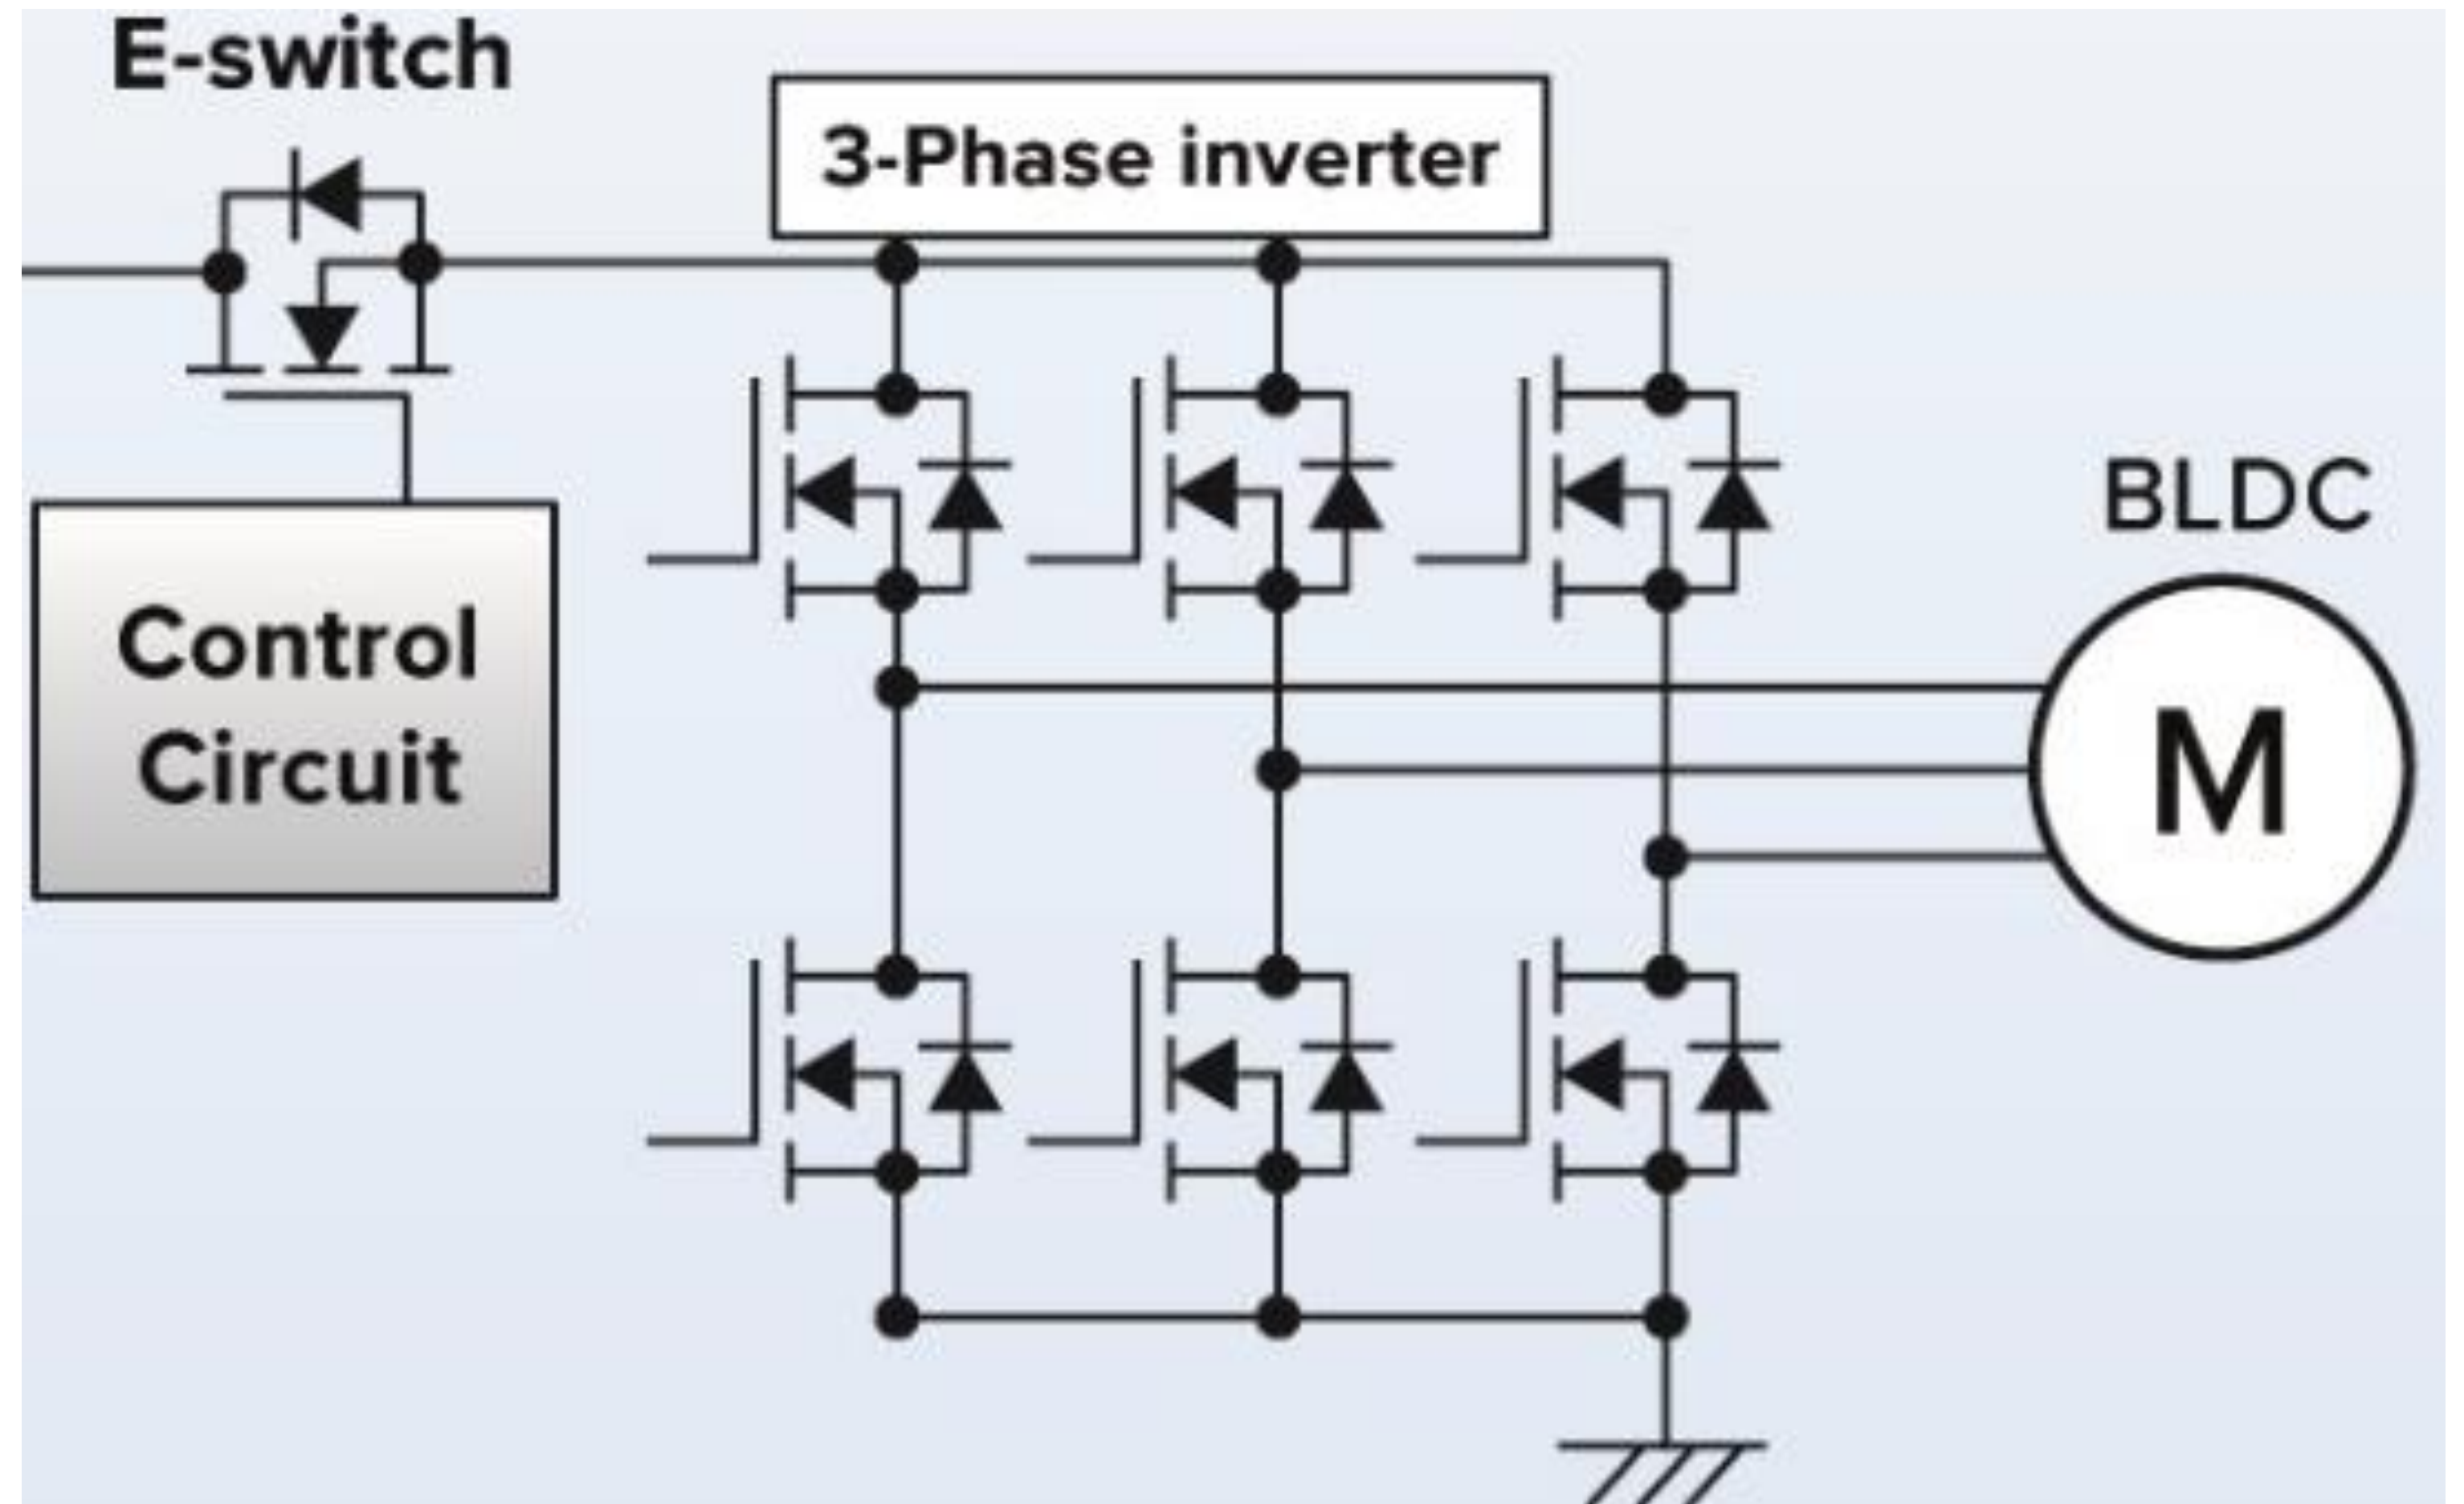 E-switch
3-Phase inverter
Control
Circuit
BLDC
M